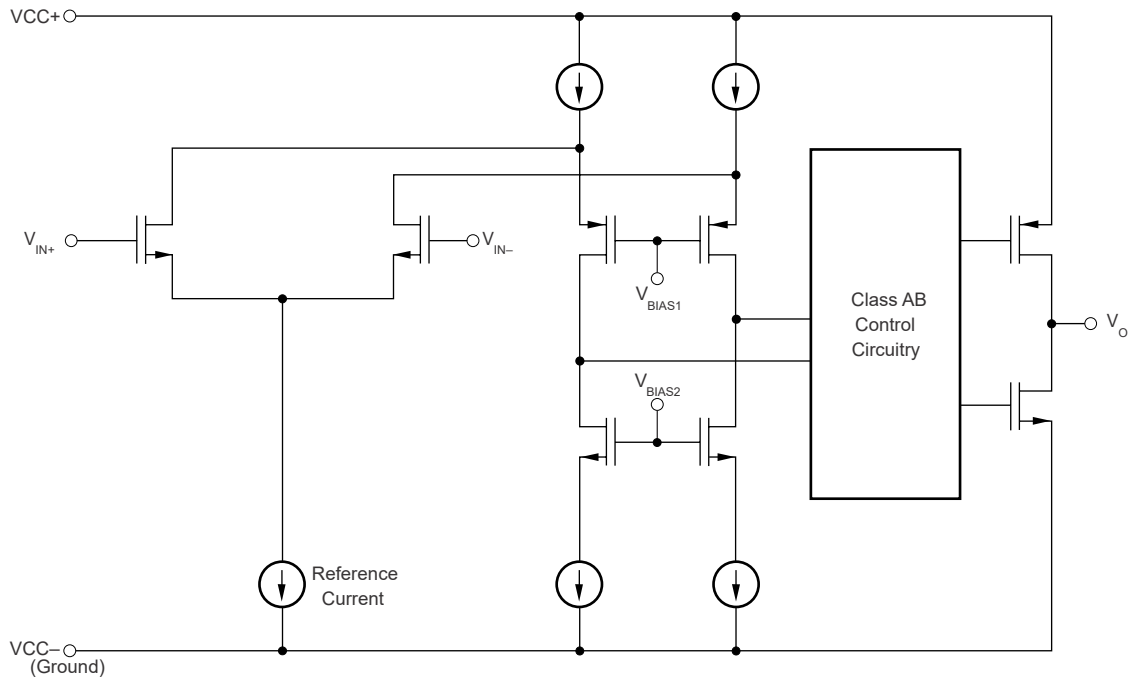 VCC+
V IN+
V IN–
V BIAS1
V BIAS2
Class AB
Control
Circuitry
V O
Reference
Current
VCC–
(Ground)